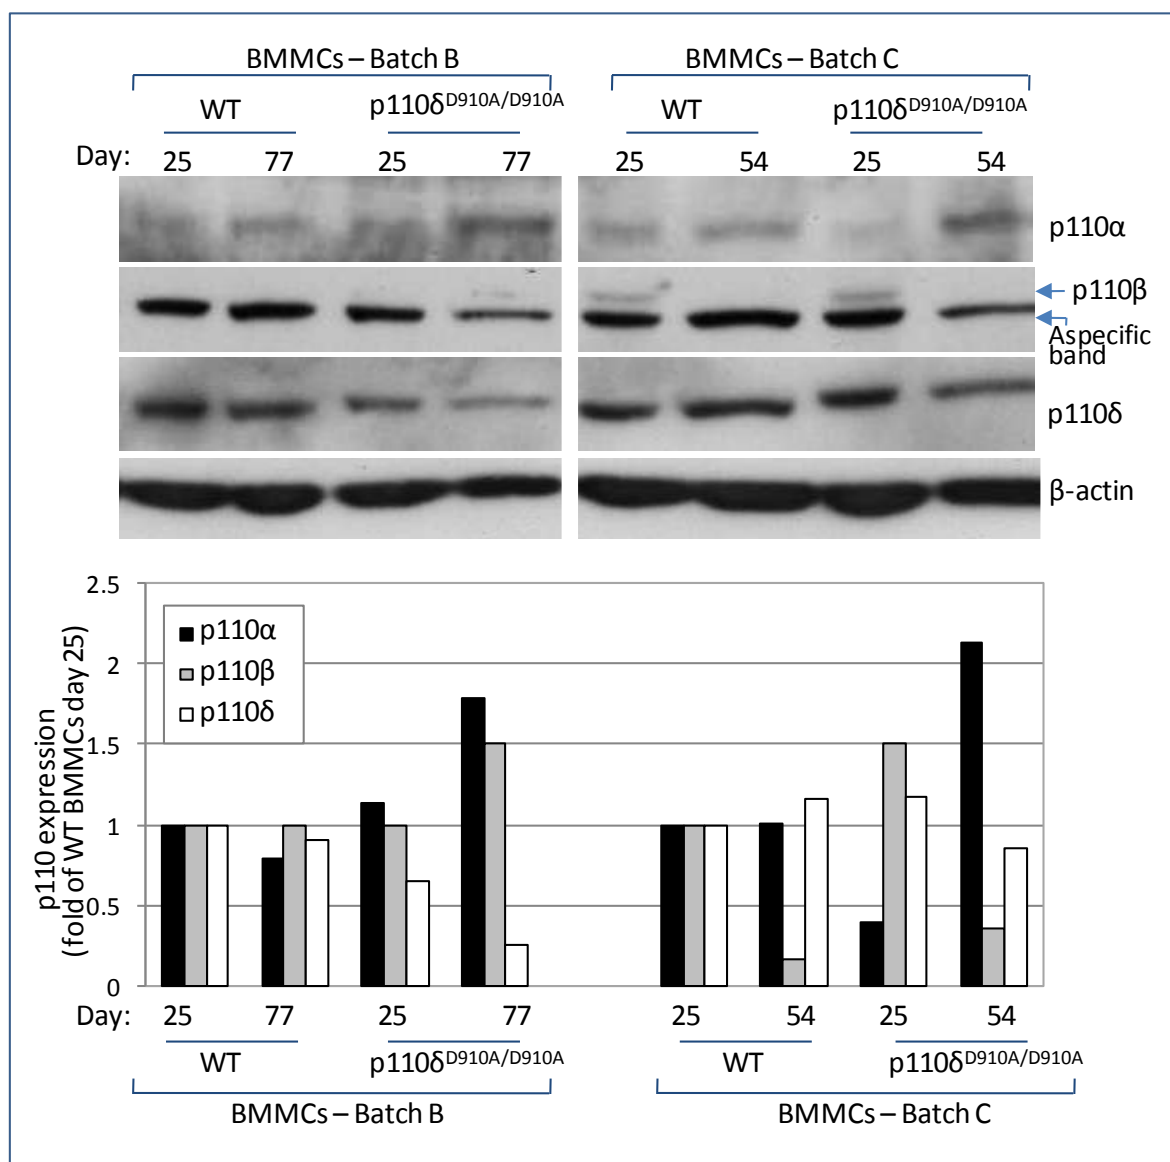 BMMCs – Batch B BMMCs – Batch C
WT p110δD910A/D910A WT p110δD910A/D910A
Day: 25 77 25 77 25 54 25 54
p110α
p110β
Aspecific
band
p110δ
β-actin
p110 expression
(fold of WT BMMCs day 25)
2.5
2
1.5
1
0.5
0
p110α
p110β
p110δ
Day: 25 77 25 77 25 54 25 54
WT p110δD910A/D910A WT p110δD910A/D910A
BMMCs – Batch B BMMCs – Batch C